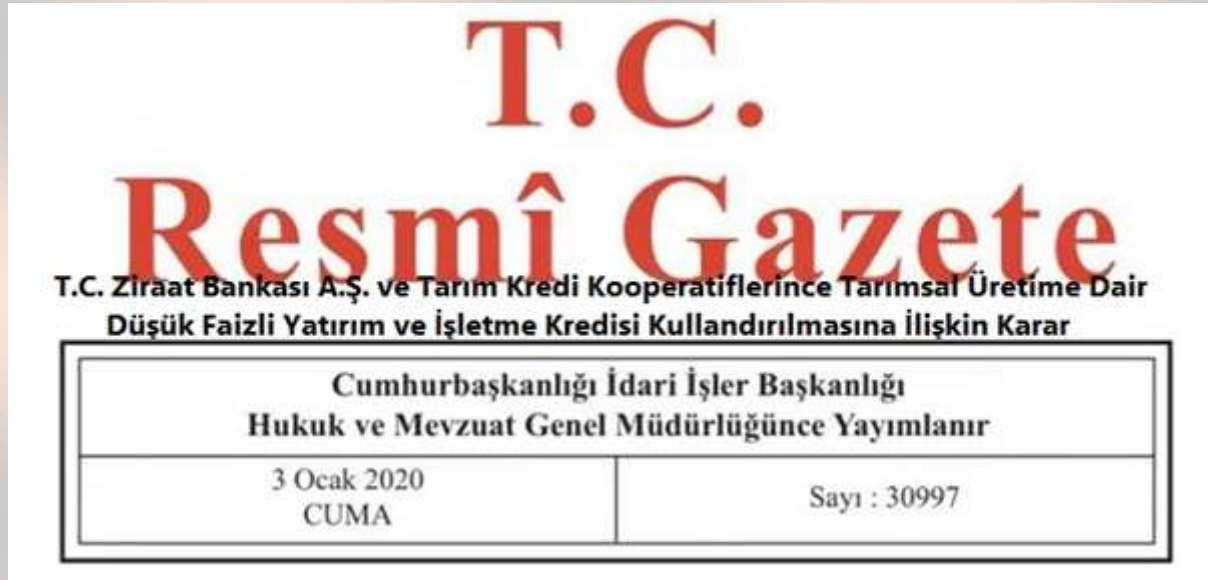 T.C.
Resmî Gazete
T.C. Ziraat Bankası A.Ş. ve Tarım Kredi Kooperatiflerince Tarımsal Üretime Dair
Düşük Faizli Yatırım ve İşletme Kredisi Kullandırılmasına İlişkin Karar
Cumhurbaşkanlığı İdari İşler Başkanlığı
Hukuk ve Mevzuat Genel Müdürlüğünce Yayımlanır
3 Ocak 2020
CUMA
Sayı : 30997